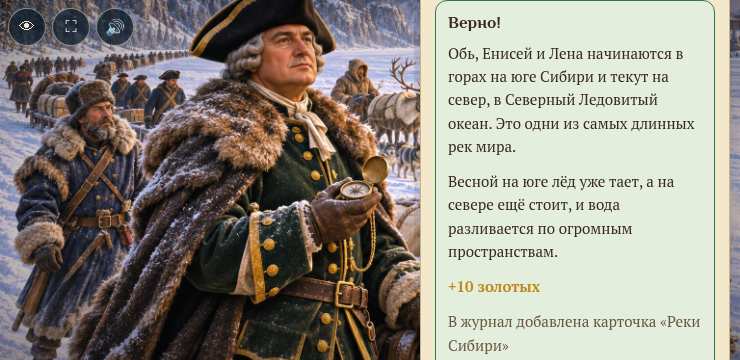 Верно!
Обь, Енисей и Лена начинаются в
горах на юге Сибири и текут на
север, в Северный Ледовитый
океан. Это одни из самых длинных
рек мира.
Весной на юге лёд уже тает, а на
севере ещё стоит, и вода
разливается по огромным
пространствам.
+10 золотых
В журнал добавлена карточка «Реки
Сибири»